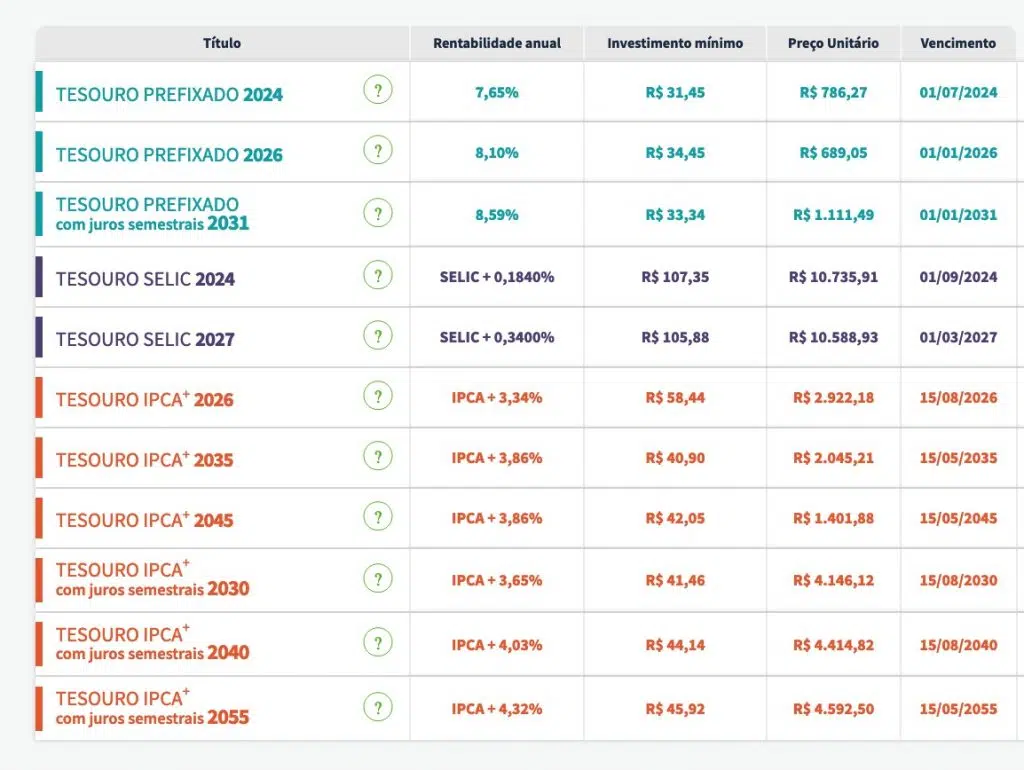 Título Rentabilidade anual Investimento mínimo Preço Unitário Vencimento
TESOURO PREFIXADO 2024 ? 7,65% R$ 31,45 R$ 786,27 01/07/2024
TESOURO PREFIXADO 2026 ? 8,10% R$ 34,45 R$ 689,05 01/01/2026
TESOURO PREFIXADO
com juros semestrais 2031 ? 8,59% R$ 33,34 R$ 1.111,49 01/01/2031
TESOURO SELIC 2024 ? SELIC + 0,1840% R$ 107,35 R$ 10.735,91 01/09/2024
TESOURO SELIC 2027 ? SELIC + 0,3400% R$ 105,88 R$ 10.588,93 01/03/2027
TESOURO IPCA+ 2026 ? IPCA + 3,34% R$ 58,44 R$ 2.922,18 15/08/2026
TESOURO IPCA+ 2035 ? IPCA + 3,86% R$ 40,90 R$ 2.045,21 15/05/2035
TESOURO IPCA+ 2045 ? IPCA + 3,86% R$ 42,05 R$ 1.401,88 15/05/2045
TESOURO IPCA+
com juros semestrais 2030 ? IPCA + 3,65% R$ 41,46 R$ 4.146,12 15/08/2030
TESOURO IPCA+
com juros semestrais 2040 ? IPCA + 4,03% R$ 44,14 R$ 4.414,82 15/08/2040
TESOURO IPCA+
com juros semestrais 2055 ? IPCA + 4,32% R$ 45,92 R$ 4.592,50 15/05/2055